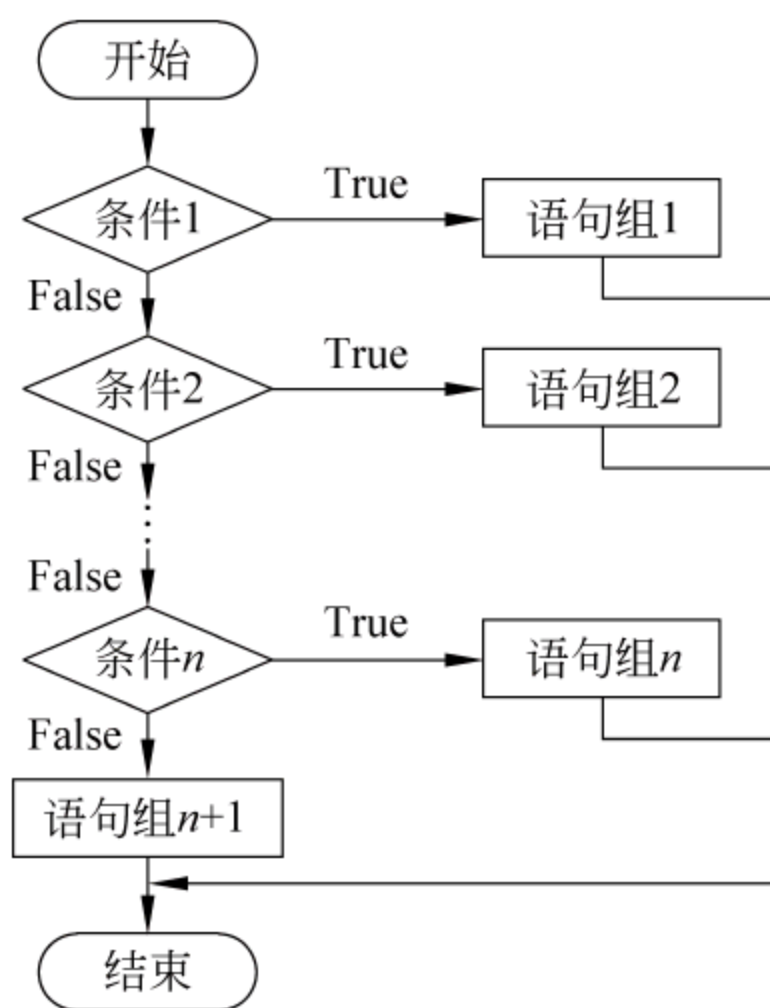 开始
条件1
True
语句组1
False
条件2
True
语句组2
False
⋮
False
条件n
True
语句组n
False
语句组n+1
结束